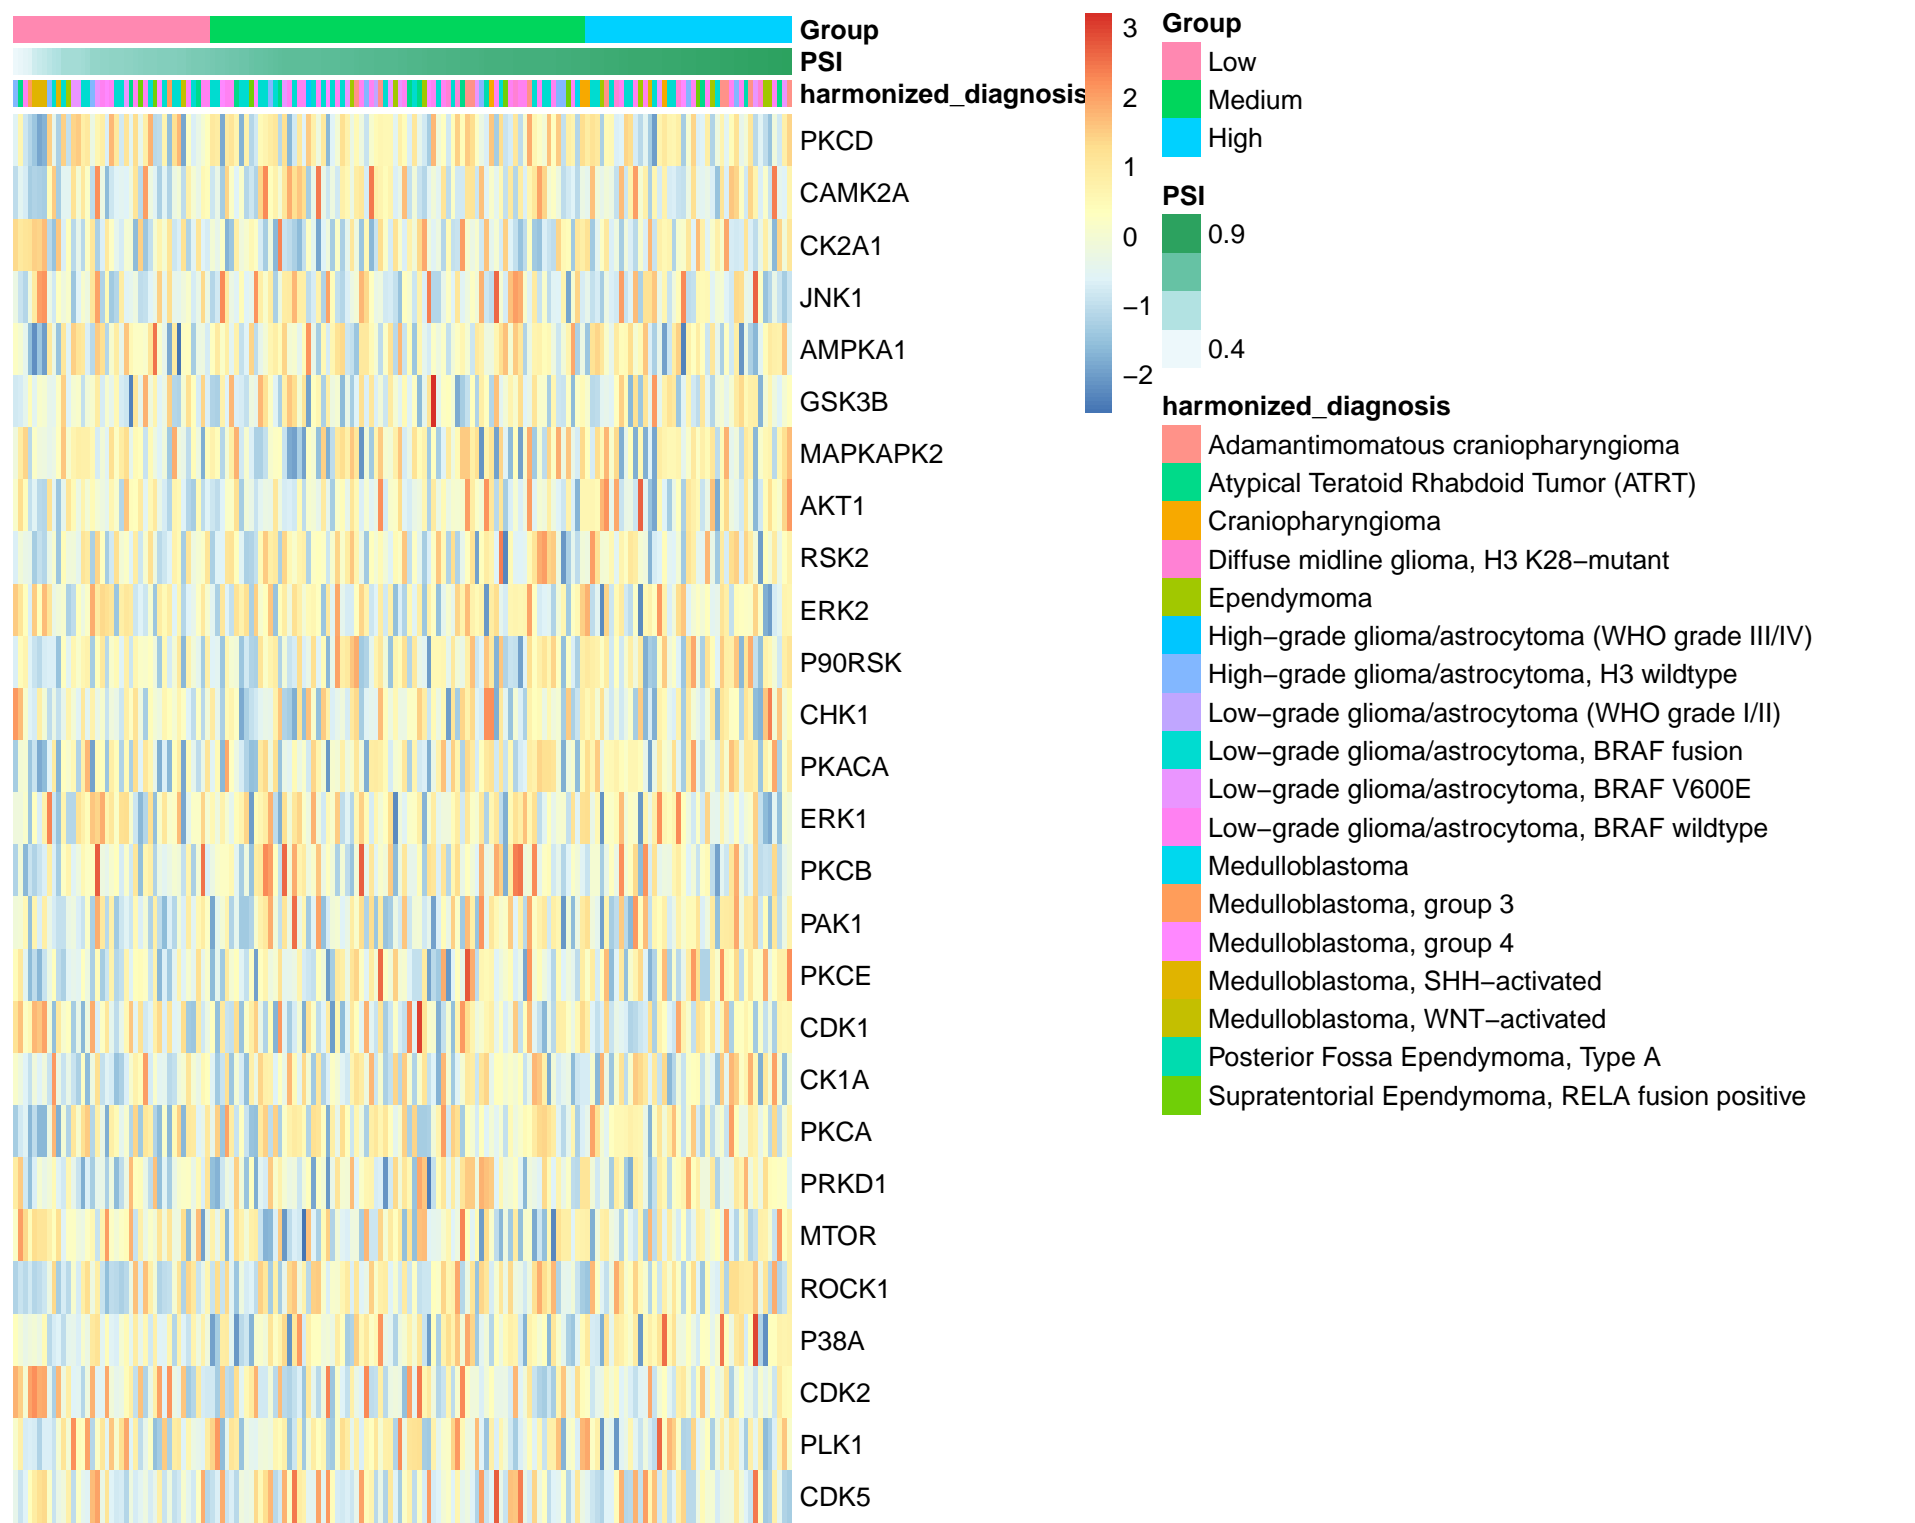 Group
PSI
harmonized_diagnosis
PKCD
CAMK2A
CK2A1
JNK1
AMPKA1
GSK3B
MAPKAPK2
AKT1
RSK2
ERK2
P90RSK
CHK1
PKACA
ERK1
PKCB
PAK1
PKCE
CDK1
CK1A
PKCA
PRKD1
MTOR
ROCK1
P38A
CDK2
PLK1
CDK5
3
2
1
0
−1
−2
Group
Low
Medium
High
PSI
0.9
0.4
harmonized_diagnosis
Adamantimomatous craniopharyngioma
Atypical Teratoid Rhabdoid Tumor (ATRT)
Craniopharyngioma
Diffuse midline glioma, H3 K28−mutant
Ependymoma
High−grade glioma/astrocytoma (WHO grade III/IV)
High−grade glioma/astrocytoma, H3 wildtype
Low−grade glioma/astrocytoma (WHO grade I/II)
Low−grade glioma/astrocytoma, BRAF fusion
Low−grade glioma/astrocytoma, BRAF V600E
Low−grade glioma/astrocytoma, BRAF wildtype
Medulloblastoma
Medulloblastoma, group 3
Medulloblastoma, group 4
Medulloblastoma, SHH−activated
Medulloblastoma, WNT−activated
Posterior Fossa Ependymoma, Type A
Supratentorial Ependymoma, RELA fusion positive